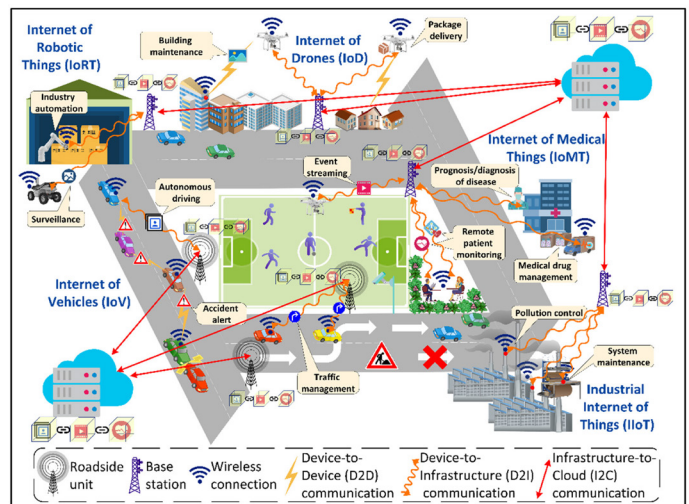 Internet of
Robotic
Things (IoRT)
Building
maintenance
Internet of
Drones (IoD)
Package
delivery
Industry
automation
Surveillance
Autonomous
driving
Event
streaming
Internet of Medical
Things (IoMT)
Prognosis/diagnosis
of disease
Remote
patient
monitoring
Medical drug
management
Internet of
Vehicles (IoV)
Accident
alert
Traffic
management
Pollution control
System
maintenance
Industrial
Internet of
Things (IIoT)
Roadside
unit
Base
station
Wireless
connection
Device-to-
Device (D2D)
communication
Device-to-
Infrastructure (D2I)
communication
Infrastructure-to-
Cloud (I2C)
communication